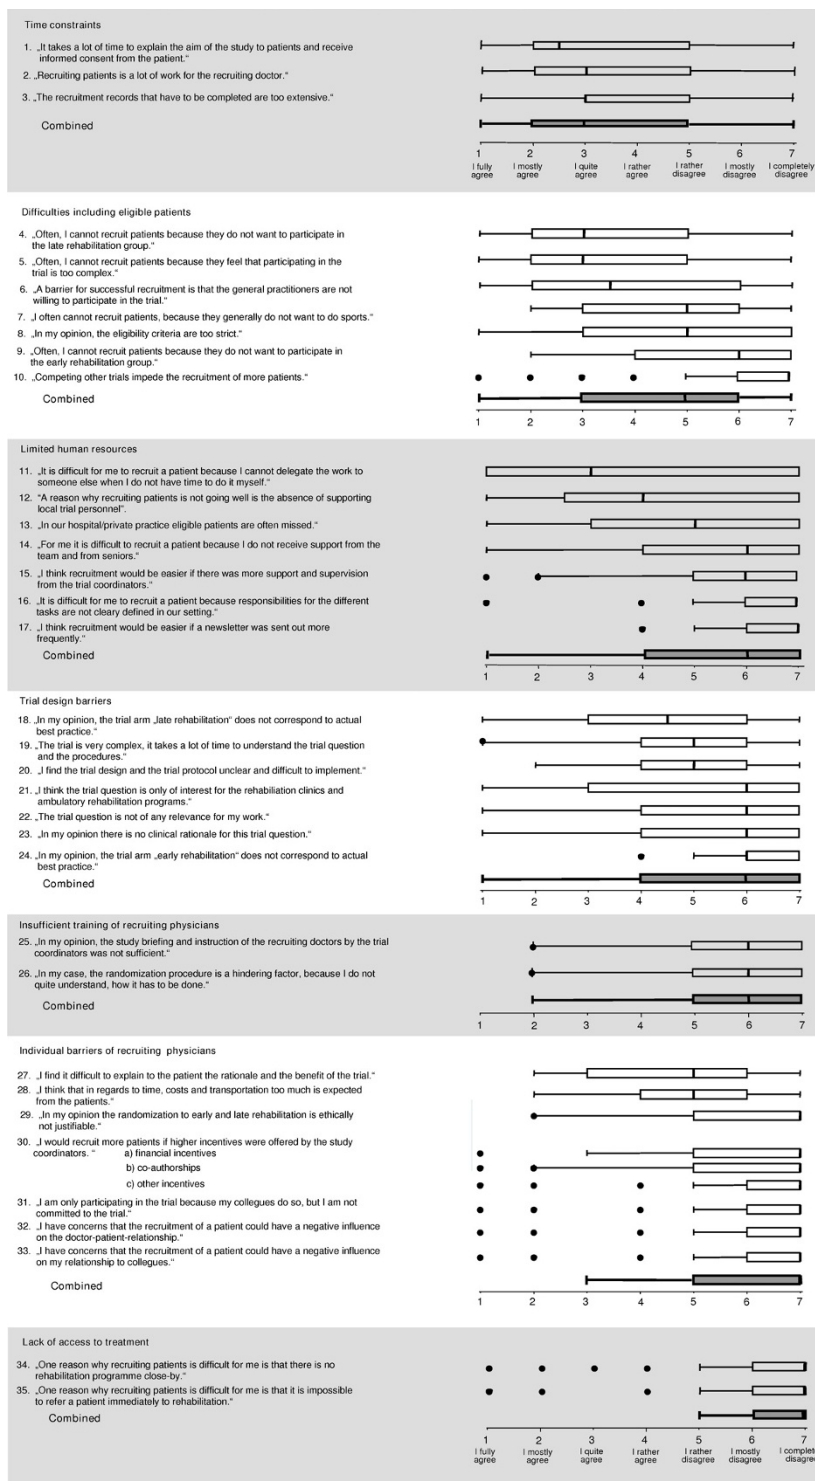 Time constraints
1. „It takes a lot of time to explain the aim of the study to patients and receive
informed consent from the patient.“
2. „Recruiting patients is a lot of work for the recruiting doctor.“
3. „The recruitment records that have to be completed are too extensive.“
Combined
1 2 3 4 5 6 7
I fully agree I mostly agree I quite agree I rather agree I rather disagree I mostly disagree I completely disagree
Difficulties including eligible patients
4. „Often, I cannot recruit patients because they do not want to participate in
the late rehabilitation group.“
5. „Often, I cannot recruit patients because they feel that participating in the
trial is too complex.“
6. „A barrier for successful recruitment is that the general practitioners are not
willing to participate in the trial.“
7. „I often cannot recruit patients, because they generally do not want to do sports.“
8. „In my opinion, the eligibility criteria are too strict.“
9. „Often, I cannot recruit patients because they do not want to participate in
the early rehabilitation group.“
10. „Competing other trials impede the recruitment of more patients.“
Combined
1 2 3 4 5 6 7
Limited human resources
11. „It is difficult for me to recruit a patient because I cannot delegate the work to
someone else when I do not have time to do it myself.“
12. “A reason why recruiting patients is not going well is the absence of supporting
local trial personnel”.
13. „In our hospital/private practice eligible patients are often missed.“
14. „For me it is difficult to recruit a patient because I do not receive support from the
team and from seniors.“
15. „I think recruitment would be easier if there was more support and supervision
from the trial coordinators.“
16. „It is difficult for me to recruit a patient because responsibilities for the different
tasks are not cleary defined in our setting.“
17. „I think recruitment would be easier if a newsletter was sent out more
frequently.“
Combined
1 2 3 4 5 6 7
Trial design barriers
18. „In my opinion, the trial arm „late rehabilitation“ does not correspond to actual
best practice.“
19. „The trial is very complex, it takes a lot of time to understand the trial question
and the procedures.“
20. „I find the trial design and the trial protocol unclear and difficult to implement.“
21. „I think the trial question is only of interest for the rehabiliation clinics and
ambulatory rehabilitation programs.“
22. „The trial question is not of any relevance for my work.“
23. „In my opinion there is no clinical rationale for this trial question.“
24. „In my opinion, the trial arm „early rehabilitation“ does not correspond to actual
best practice.“
Combined
1 2 3 4 5 6 7
Insufficient training of recruiting physicians
25. „In my opinion, the study briefing and instruction of the recruiting doctors by the trial
coordinators was not sufficient.“
26. „In my case, the randomization procedure is a hindering factor, because I do not
quite understand, how it has to be done.“
Combined
1 2 3 4 5 6 7
Individual barriers of recruiting physicians
27. „I find it difficult to explain to the patient the rationale and the benefit of the trial.“
28. „I think that in regards to time, costs and transportation too much is expected
from the patients.“
29. „In my opinion the randomization to early and late rehabilitation is ethically
not justifiable.“
30. „I would recruit more patients if higher incentives were offered by the study
coordinators. “ a) financial incentives
b) co-authorships
c) other incentives
31. „I am only participating in the trial because my collegues do so, but I am not
committed to the trial.“
32. „I have concerns that the recruitment of a patient could have a negative influence
on the doctor-patient-relationship.“
33. „I have concerns that the recruitment of a patient could have a negative influence
on my relationship to collegues.“
Combined
1 2 3 4 5 6 7
Lack of access to treatment
34. „One reason why recruiting patients is difficult for me is that there is no
rehabilitation programme close-by.“
35. „One reason why recruiting patients is difficult for me is that it is impossible
to refer a patient immediately to rehabilitation.“
Combined
1 2 3 4 5 6 7
I fully agree I mostly agree I quite agree I rather agree I rather disagree I mostly disagree I complete disagre